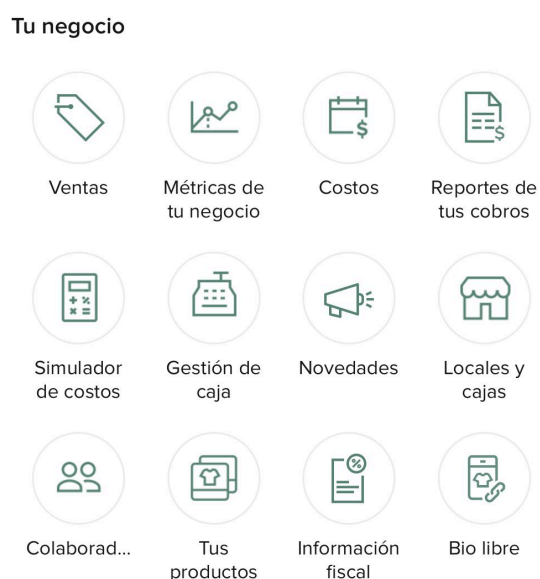 Tu negocio
Ventas
Métricas de
tu negocio
Costos
Reportes de
tus cobros
Simulador
de costos
Gestión de
caja
Novedades
Locales y
cajas
Colaborad...
Tus
productos
Información
fiscal
Bio libre